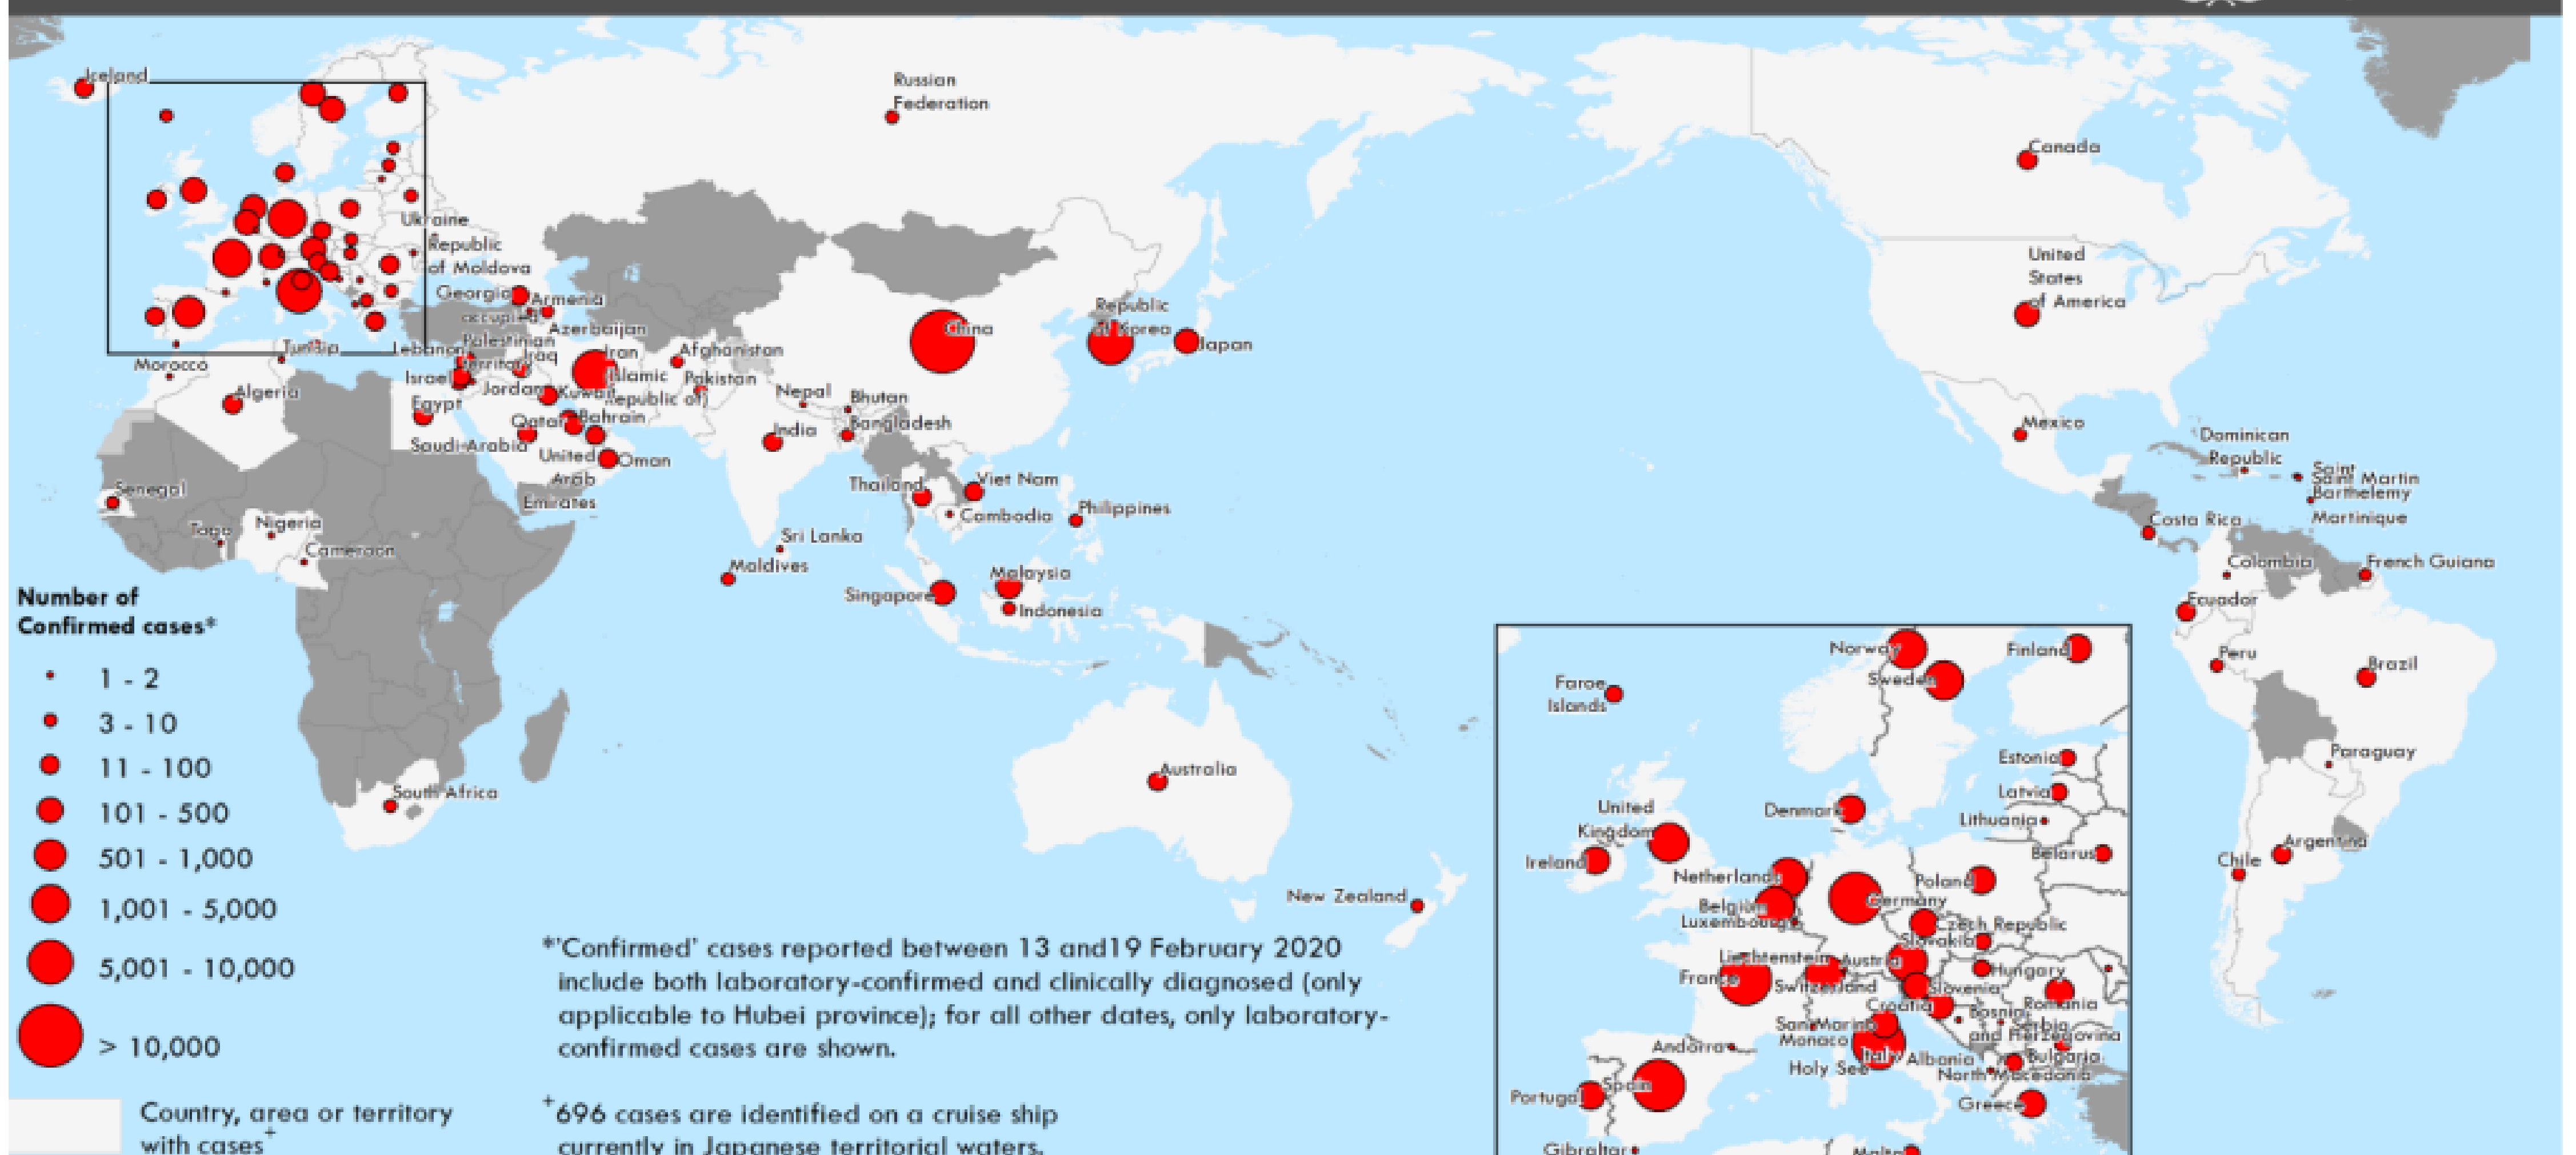 Iceland
Russian
Federation
Canada
Ukraine
Republic
of Moldova
Georgia
Armenia
occupied
Azerbaijan
Palestinian
territory
Lebanon
Tunisia
Morocco
Iraq
Iran
(Islamic
Republic of)
Afghanistan
Israel
Jordan
Kuwait
Pakistan
Algeria
Egypt
Qatar
Bahrain
Saudi Arabia
United
Arab
Emirates
Oman
Nepal
Bhutan
Bangladesh
India
China
Republic
of Korea
Japan
United
States
of America
Mexico
Dominican
Republic
Saint
Saint Martin
Barthelemy
Martinique
Senegal
Togo
Nigeria
Cameroon
Thailand
Viet Nam
Cambodia
Philippines
Sri Lanka
Maldives
Malaysia
Singapore
Indonesia
Costa Rica
Colombia
French Guiana
Ecuador
Peru
Brazil
Paraguay
Argentina
Chile
South Africa
Australia
New Zealand
Number of
Confirmed cases*
1 - 2
3 - 10
11 - 100
101 - 500
501 - 1,000
1,001 - 5,000
5,001 - 10,000
> 10,000
Country, area or territory
with cases+
*'Confirmed' cases reported between 13 and19 February 2020
include both laboratory-confirmed and clinically diagnosed (only
applicable to Hubei province); for all other dates, only laboratory-
confirmed cases are shown.
+696 cases are identified on a cruise ship
currently in Japanese territorial waters.
Norway
Finland
Sweden
Faroe
Islands
Estonia
Latvia
Lithuania
Denmark
United
Kingdom
Ireland
Belarus
Netherlands
Poland
Germany
Belgium
Luxembourg
Czech Republic
Slovakia
Liechtenstein
Austria
France
Switzerland
Hungary
Slovenia
Croatia
Romania
San Marino
Bosnia
and Herzegovina
Serbia
Monaco
Andorra
Italy
Albania
Bulgaria
Holy See
North Macedonia
Spain
Portugal
Greece
Gibraltar
Malta